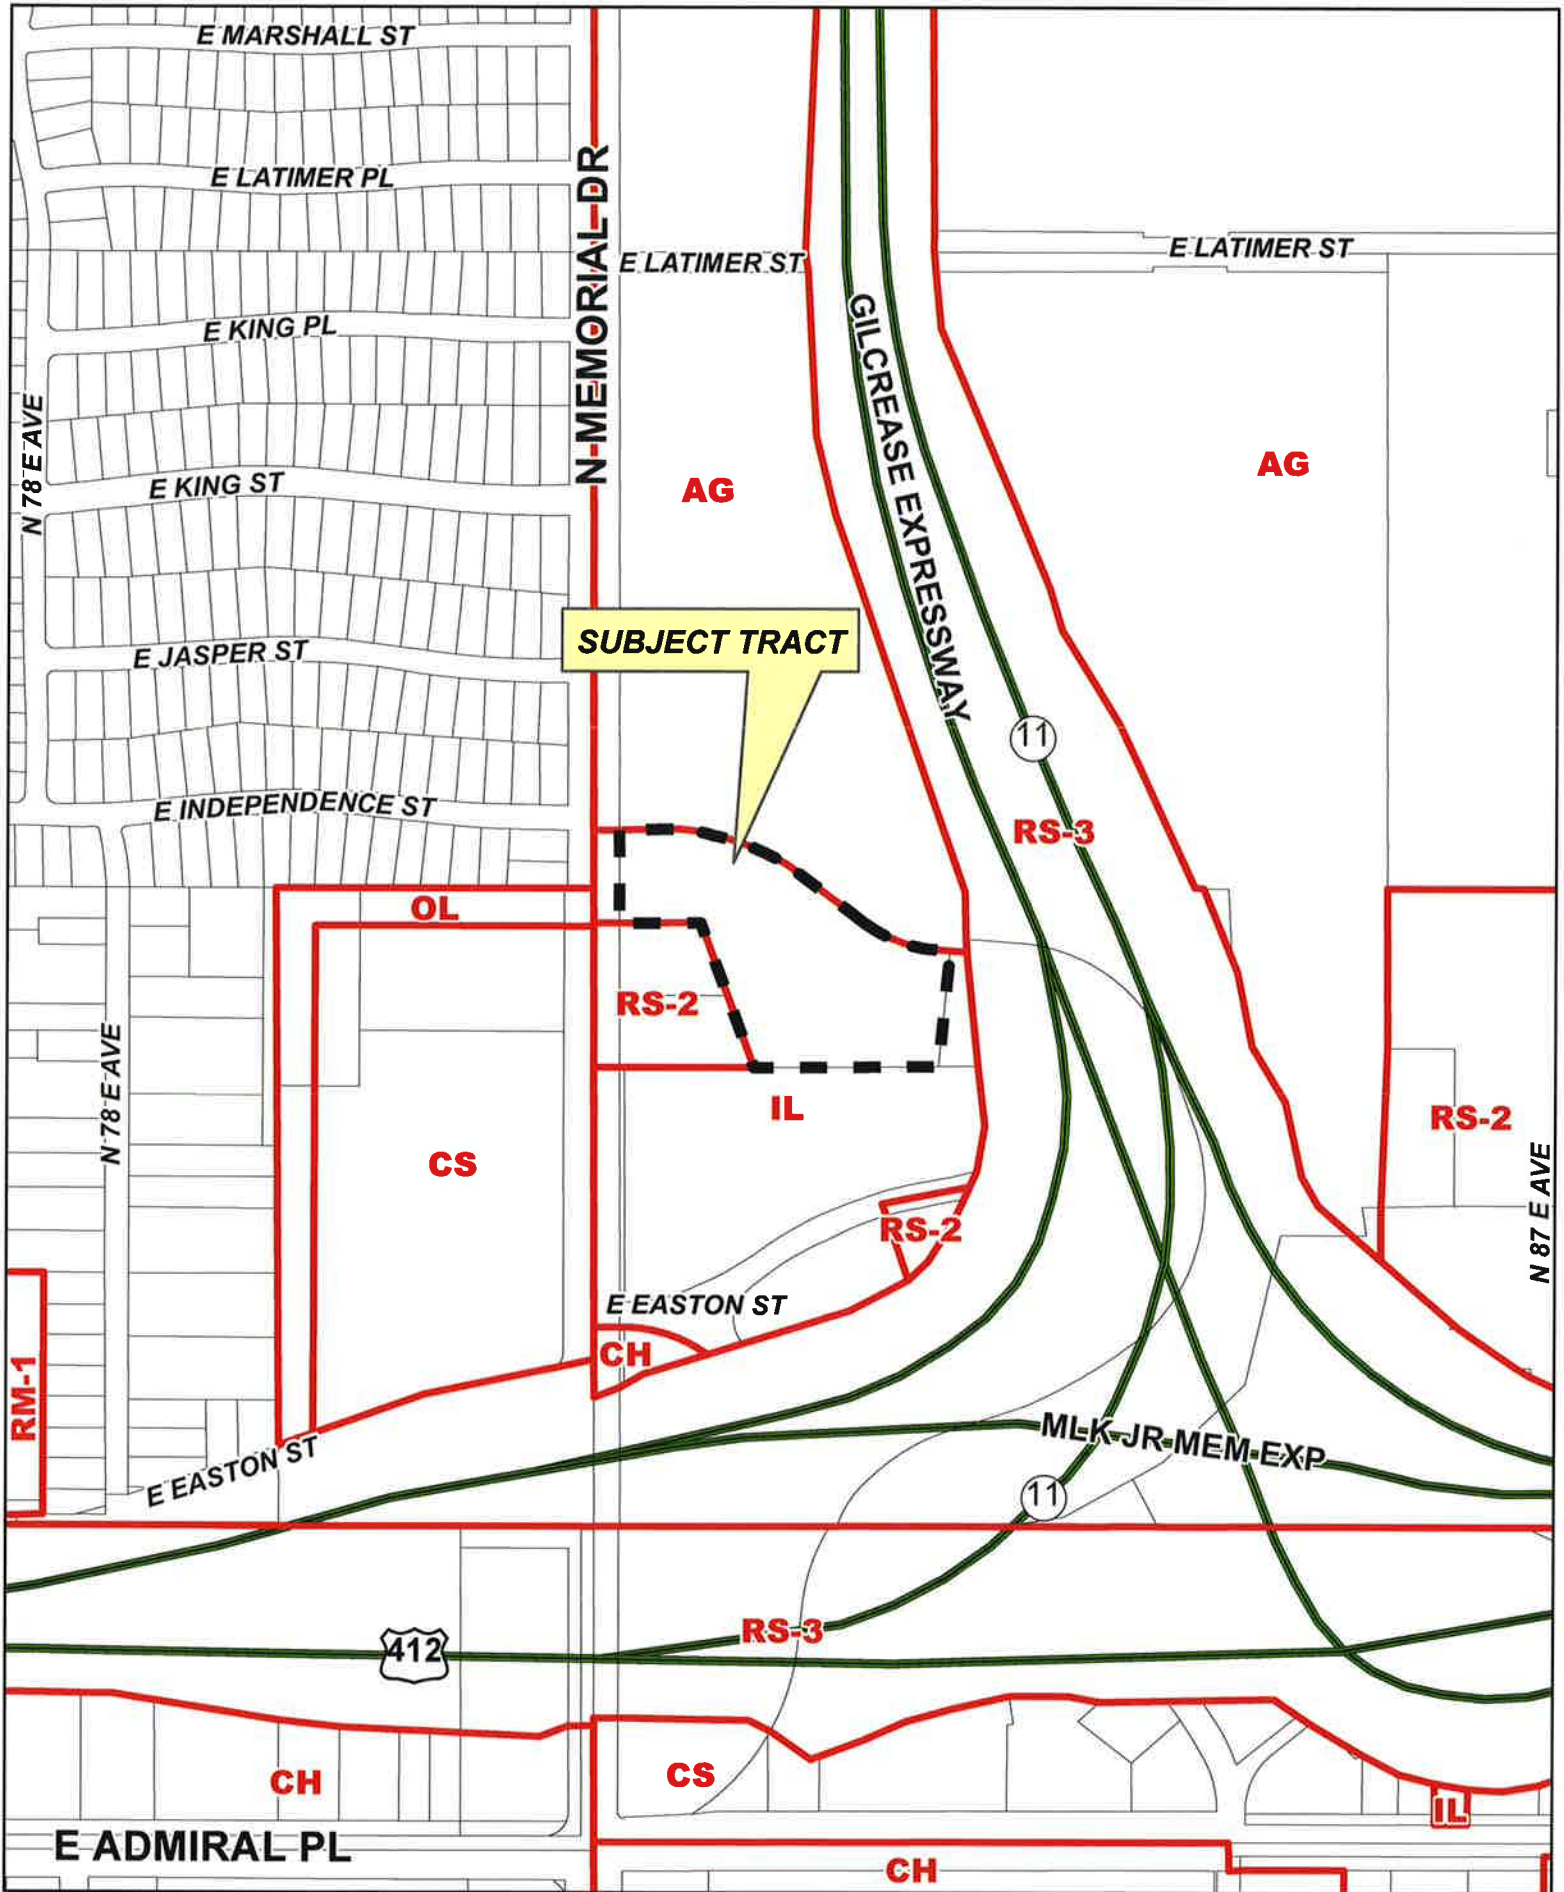 E MARSHALL ST
E LATIMER PL
N MEMORIAL DR
E LATIMER ST
E LATIMER ST
E KING PL
GILCREASE EXPRESSWAY
N 78 E AVE
E KING ST
AG
AG
SUBJECT TRACT
E JASPER ST
11
E INDEPENDENCE ST
RS-3
OL
RS-2
N 78 E AVE
IL
RS-2
CS
N 87 E AVE
RS-2
E EASTON ST
CH
RM-1
MLK JR MEM EXP
E EASTON ST
11
RS-3
412
CS
CH
IL
E ADMIRAL PL
CH